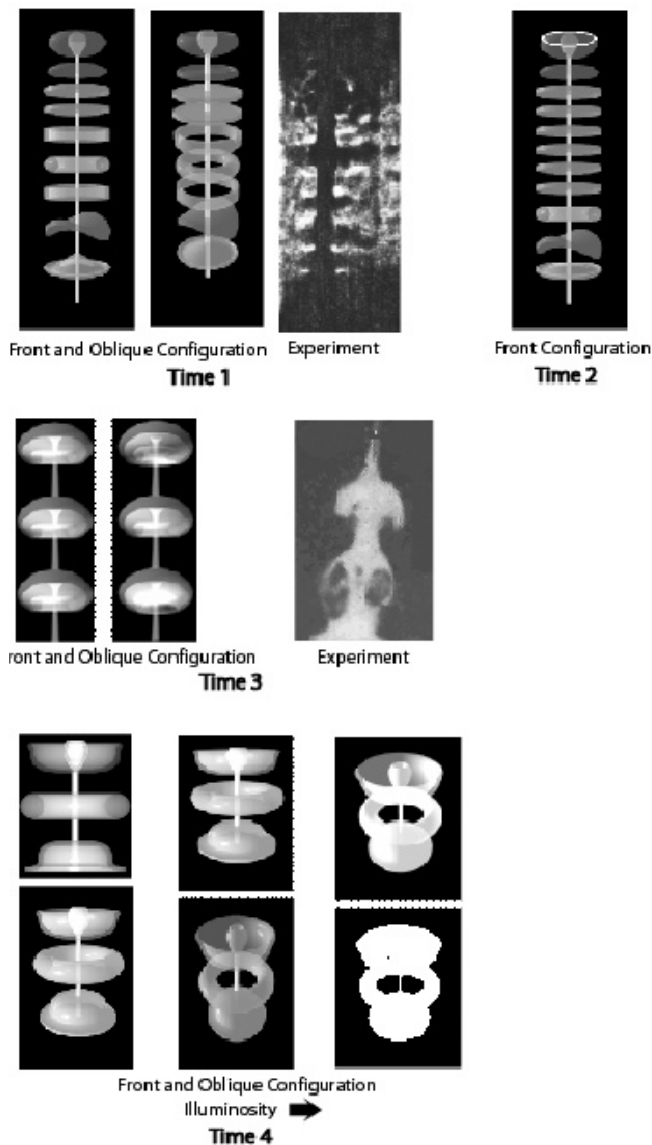 Front and Oblique Configuration
Experiment
Time 1
Front Configuration
Time 2
ront and Oblique Configuration
Experiment
Time 3
Front and Oblique Configuration
Illuminosity
Time 4